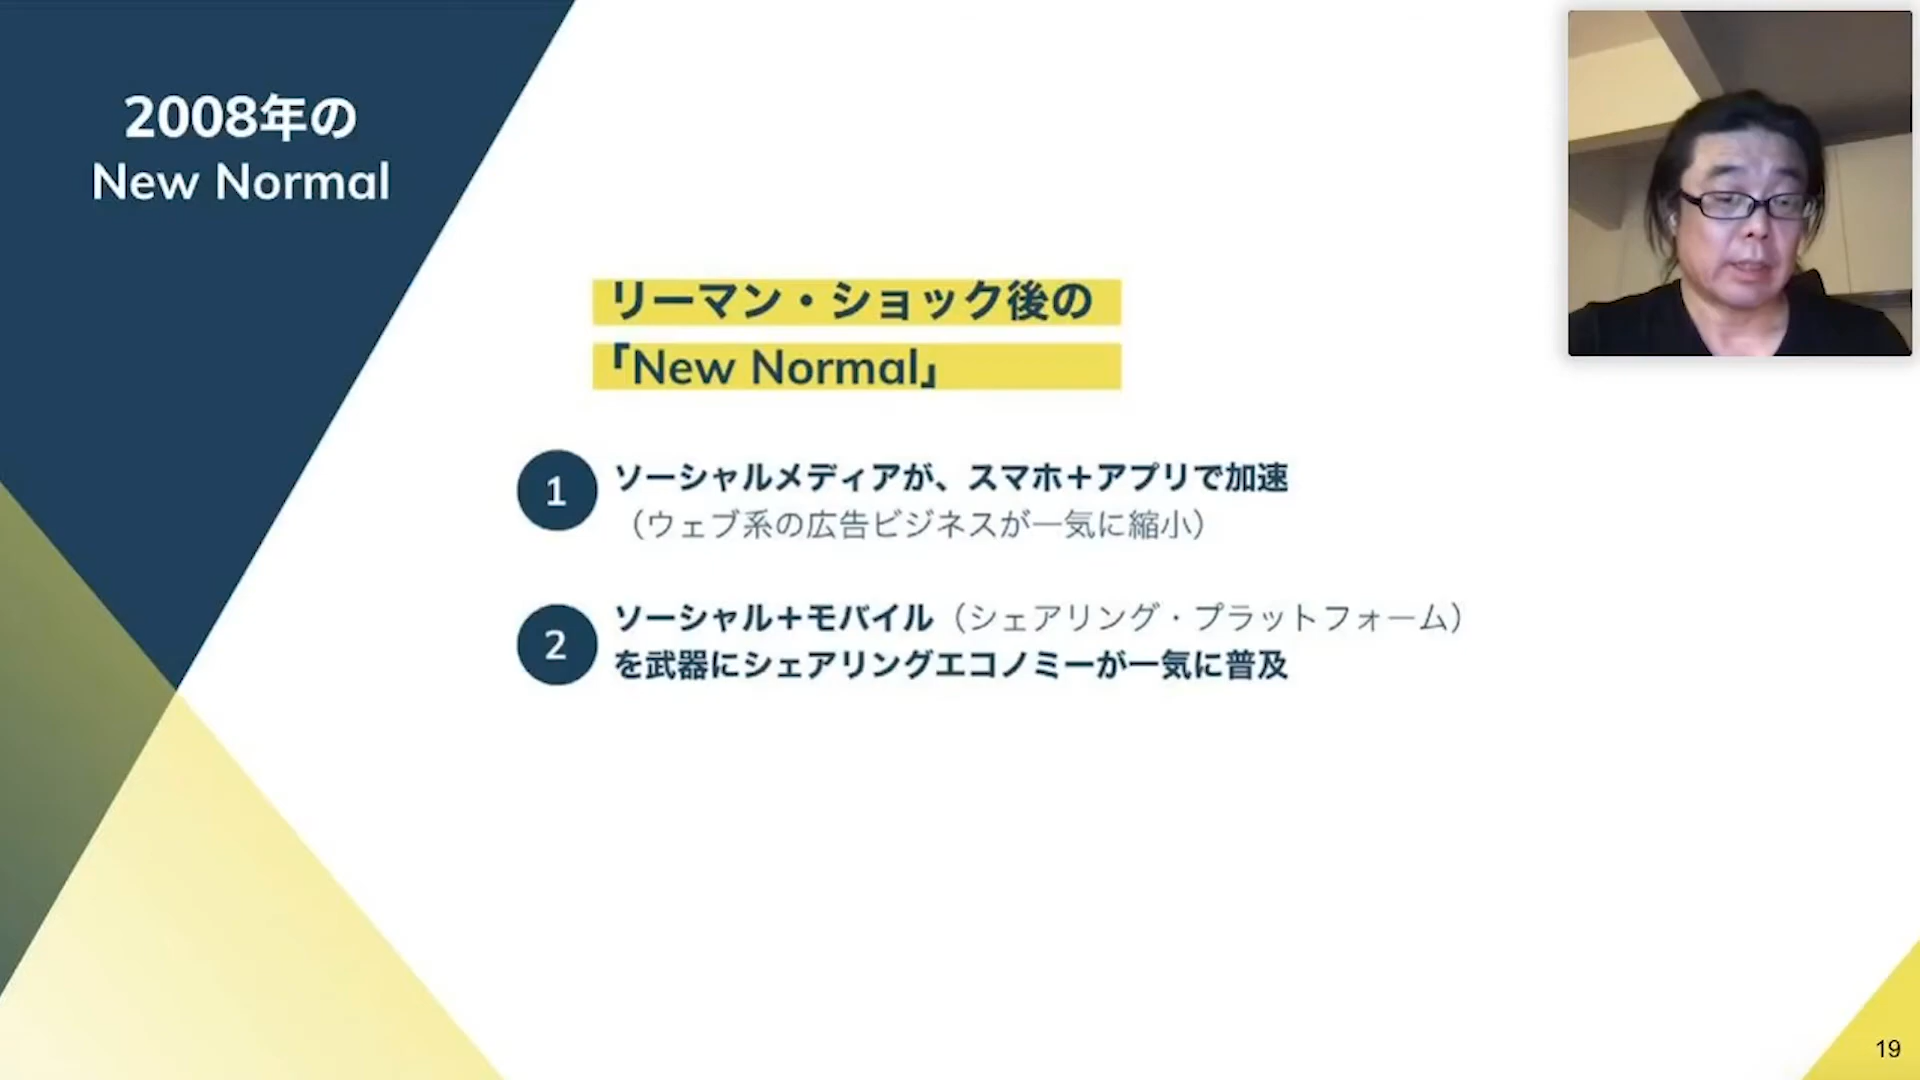 2008年の
New Normal
リーマン・ショック後の
「New Normal」
1
ソーシャルメディアが、スマホ＋アプリで加速
（ウェブ系の広告ビジネスが一気に縮小）
2
ソーシャル＋モバイル（シェアリング・プラットフォーム）
を武器にシェアリングエコノミーが一気に普及
19